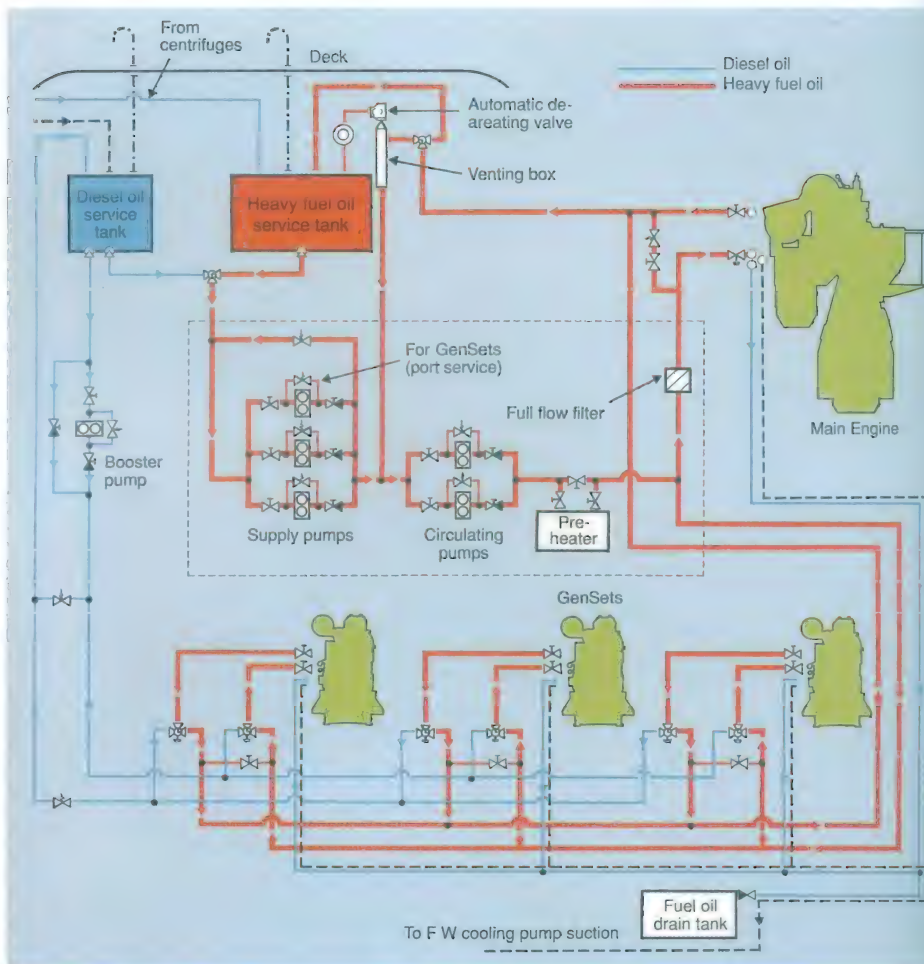 From
centrifuges
Deck
Diesel oil
Heavy fuel oil
Automatic de-
areating valve
Venting box
Diesel oil
service
tank
Heavy fuel oil
service tank
For GenSets
(port service)
Full flow filter
Main Engine
Booster
pump
Supply pumps
Circulating
pumps
Pre-
heater
GenSets
Fuel oil
drain tank
To F W cooling pump suction